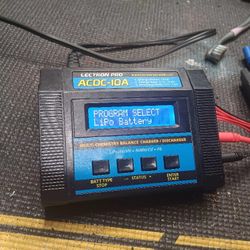 LECTRON PRO
ACDC-10A
PROGRAM SELECT
LiPo Battery
MULTI-CHEMISTRY BALANCE CHARGER / DISCHARGER
BATT TYPE
STOP
- STATUS +
ENTER
START